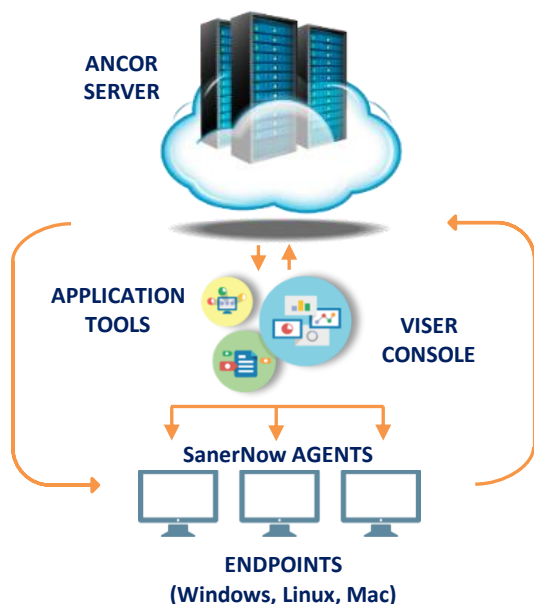 ANCOR
SERVER
APPLICATION
TOOLS
VISER
CONSOLE
SanerNow AGENTS
ENDPOINTS
(Windows, Linux, Mac)